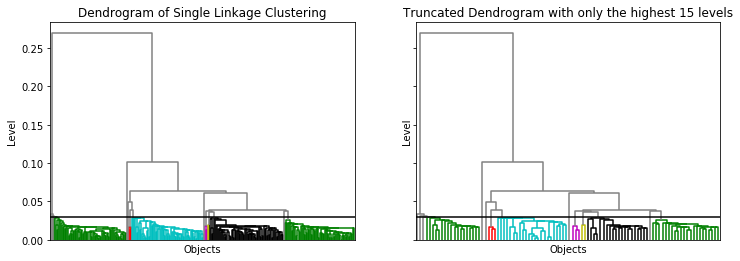 Dendrogram of Single Linkage Clustering
Truncated Dendrogram with only the highest 15 levels
0.25
0.20
0.15
0.10
0.05
0.00
Level
Level
Objects
Objects